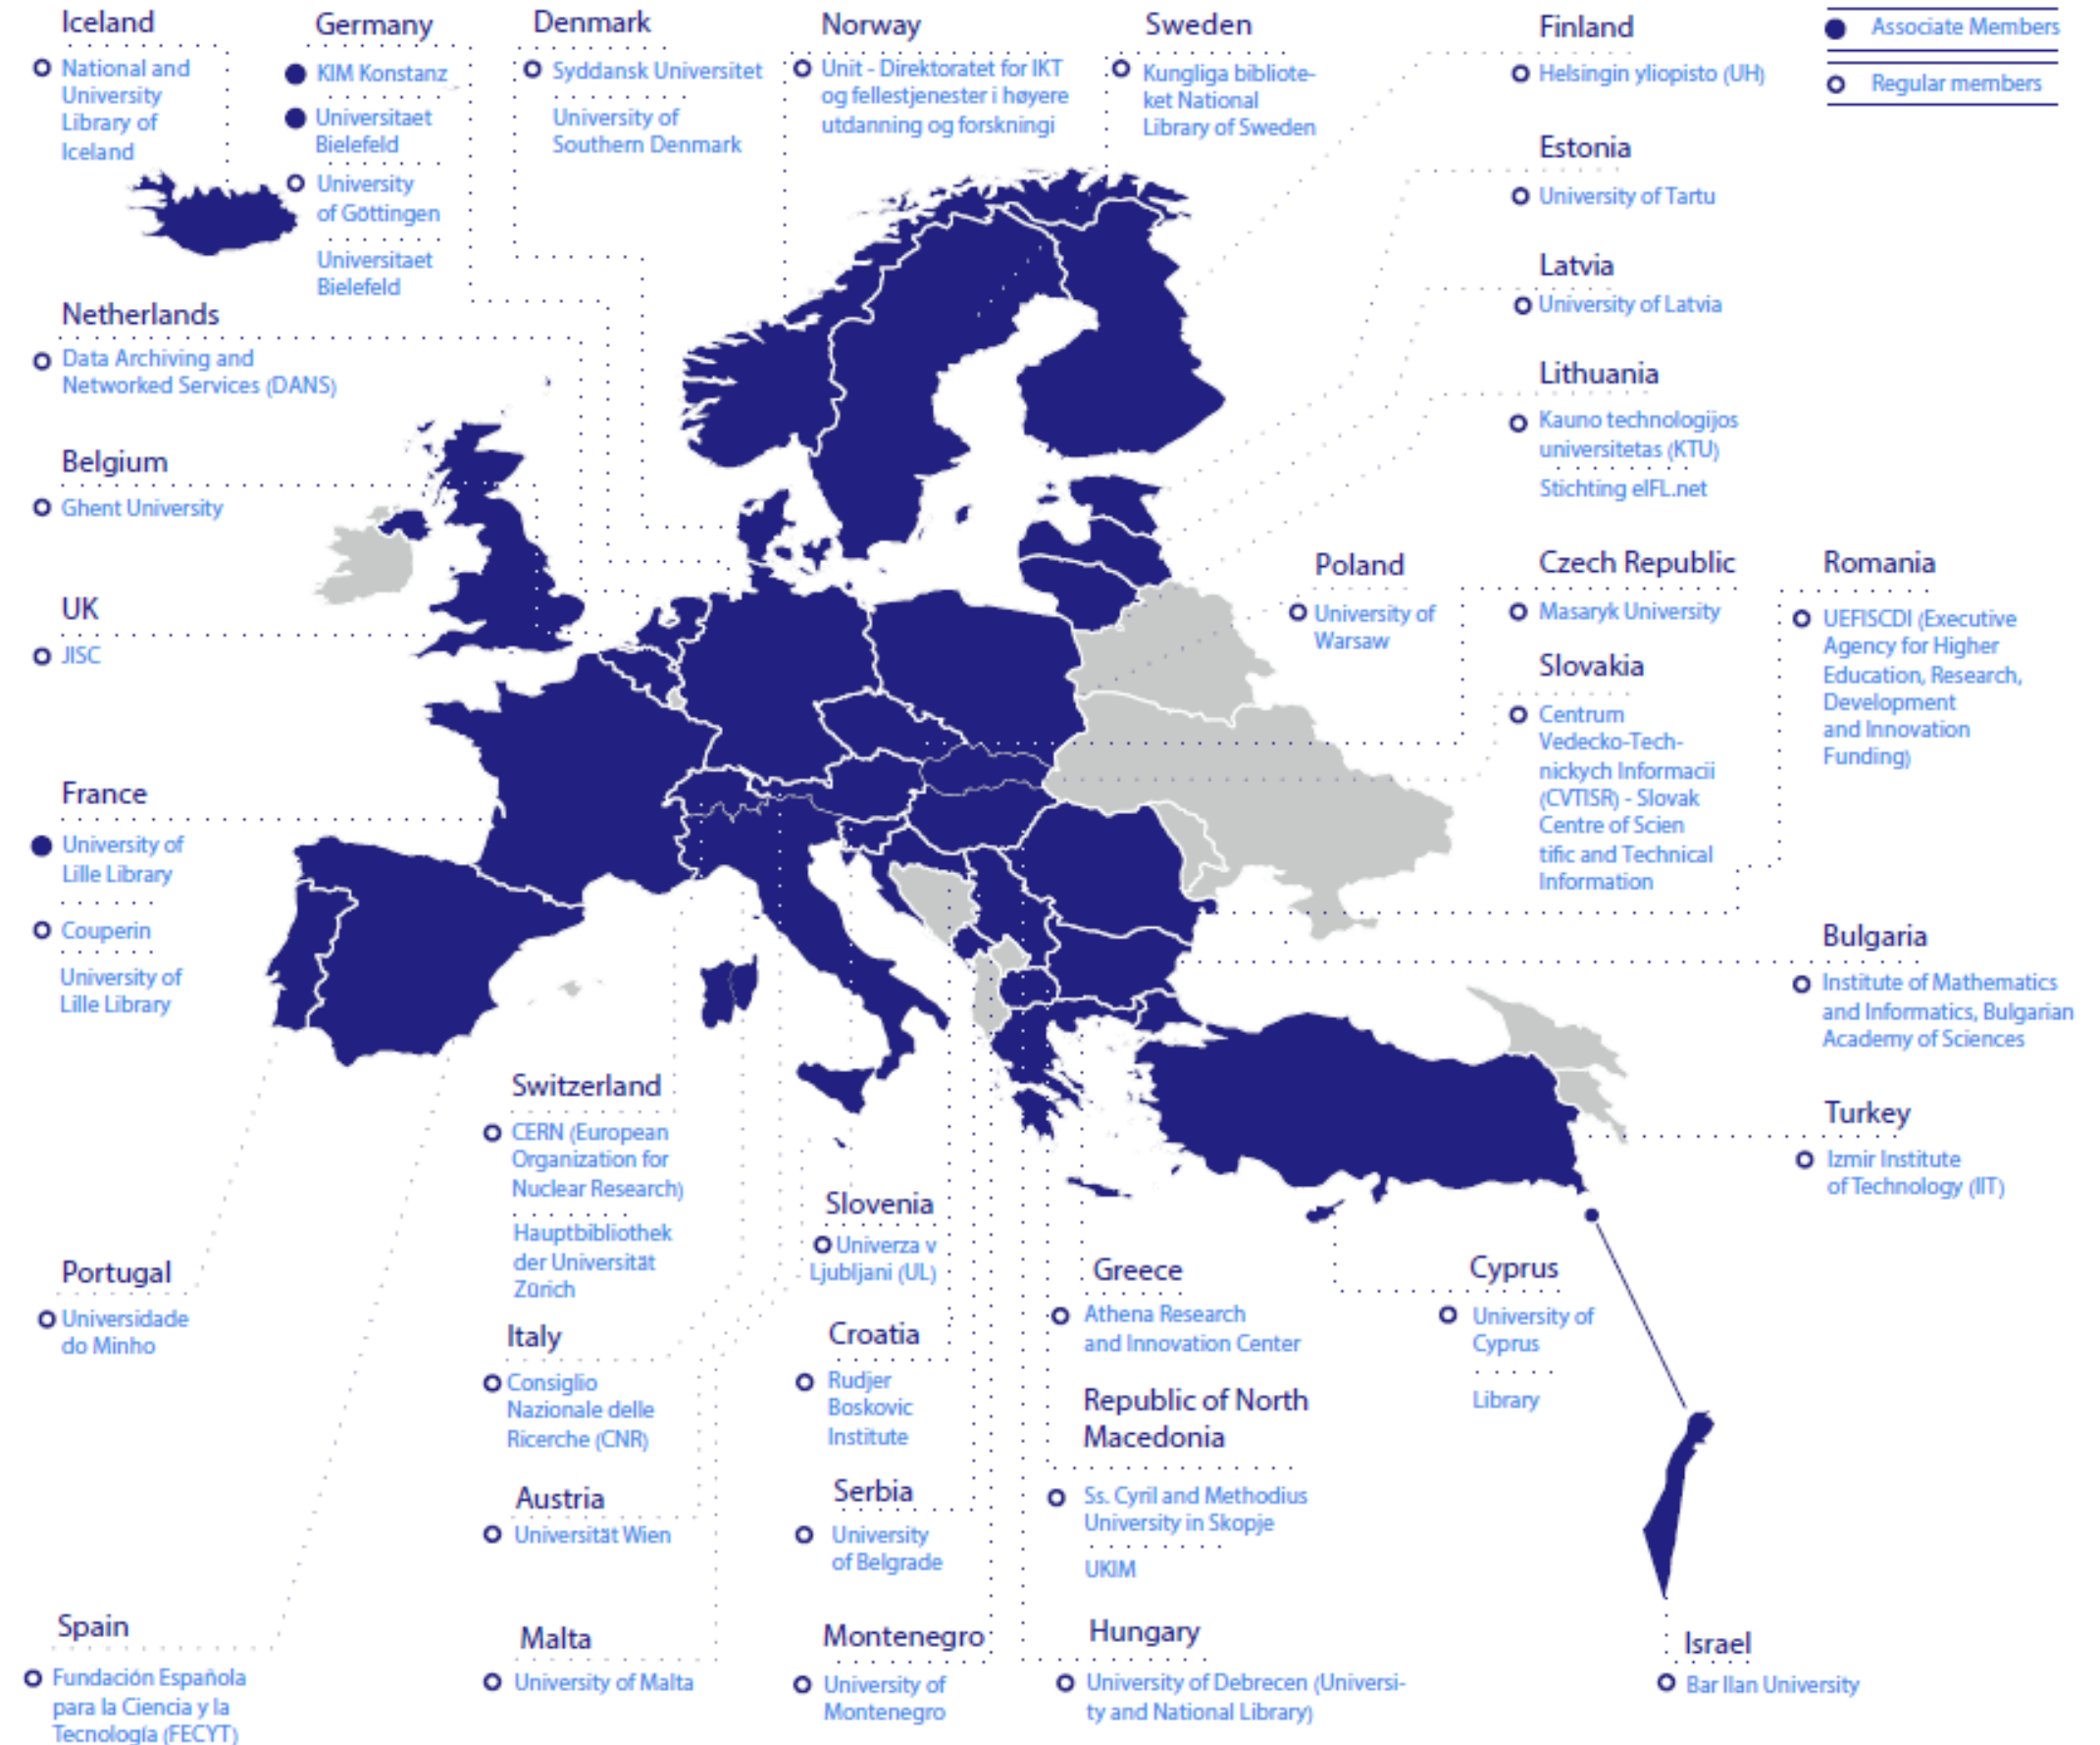 Iceland
National and
University
Library of
Iceland
Germany
KIM Konstanz
Universitaet
Bielefeld
University
of Göttingen
Universitaet
Bielefeld
Denmark
Syddansk Universitet
University of
Southern Denmark
Norway
Unit - Direktoratet for IKT
og fellestjenester i høyere
utdanning og forskningi
Sweden
Kungliga bibliote-
ket National
Library of Sweden
Finland
Helsingin yliopisto (UH)
Associate Members
Regular members
Estonia
University of Tartu
Latvia
University of Latvia
Lithuania
Kauno technologijos
universitetas (KTU)
Stichting eIFL.net
Netherlands
Data Archiving and
Networked Services (DANS)
Belgium
Ghent University
UK
JISC
Poland
University of
Warsaw
Czech Republic
Masaryk University
Slovakia
Centrum
Vedecko-Tech-
nickych Informacii
(CVTISR) - Slovak
Centre of Scien
tific and Technical
Information
Romania
UEFISCDI (Executive
Agency for Higher
Education, Research,
Development
and Innovation
Funding)
France
University of
Lille Library
Couperin
University of
Lille Library
Bulgaria
Institute of Mathematics
and Informatics, Bulgarian
Academy of Sciences
Turkey
Izmir Institute
of Technology (IIT)
Switzerland
CERN (European
Organization for
Nuclear Research)
Hauptbibliothek
der Universität
Zürich
Slovenia
Univerza v
Ljubljani (UL)
Portugal
Universidade
do Minho
Italy
Consiglio
Nazionale delle
Ricerche (CNR)
Croatia
Rudjer
Boskovic
Institute
Greece
Athena Research
and Innovation Center
Cyprus
University of
Cyprus
Library
Republic of North
Macedonia
Ss. Cyril and Methodius
University in Skopje
UKIM
Austria
Universität Wien
Serbia
University
of Belgrade
Spain
Fundación Española
para la Ciencia y la
Tecnología (FECYT)
Malta
University of Malta
Montenegro
University of
Montenegro
Hungary
University of Debrecen (Universi-
ty and National Library)
Israel
Bar Ilan University